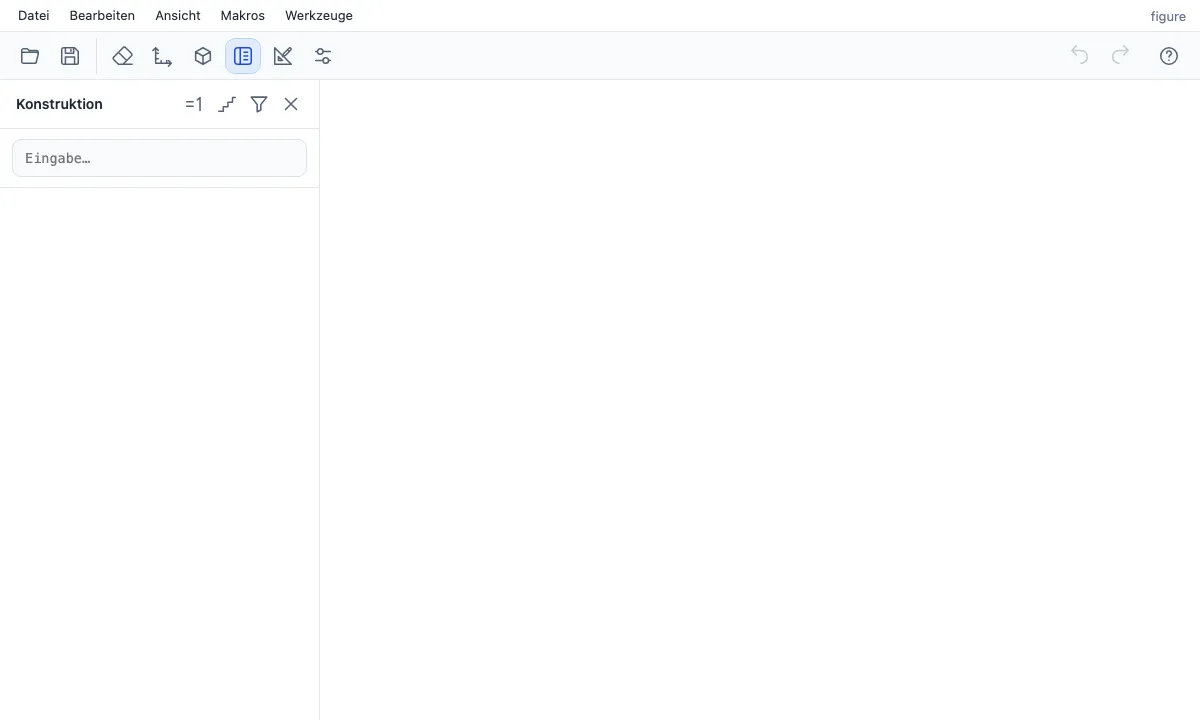 Datei Bearbeiten Ansicht Makros Werkzeuge figure
Konstruktion =1
Eingabe…